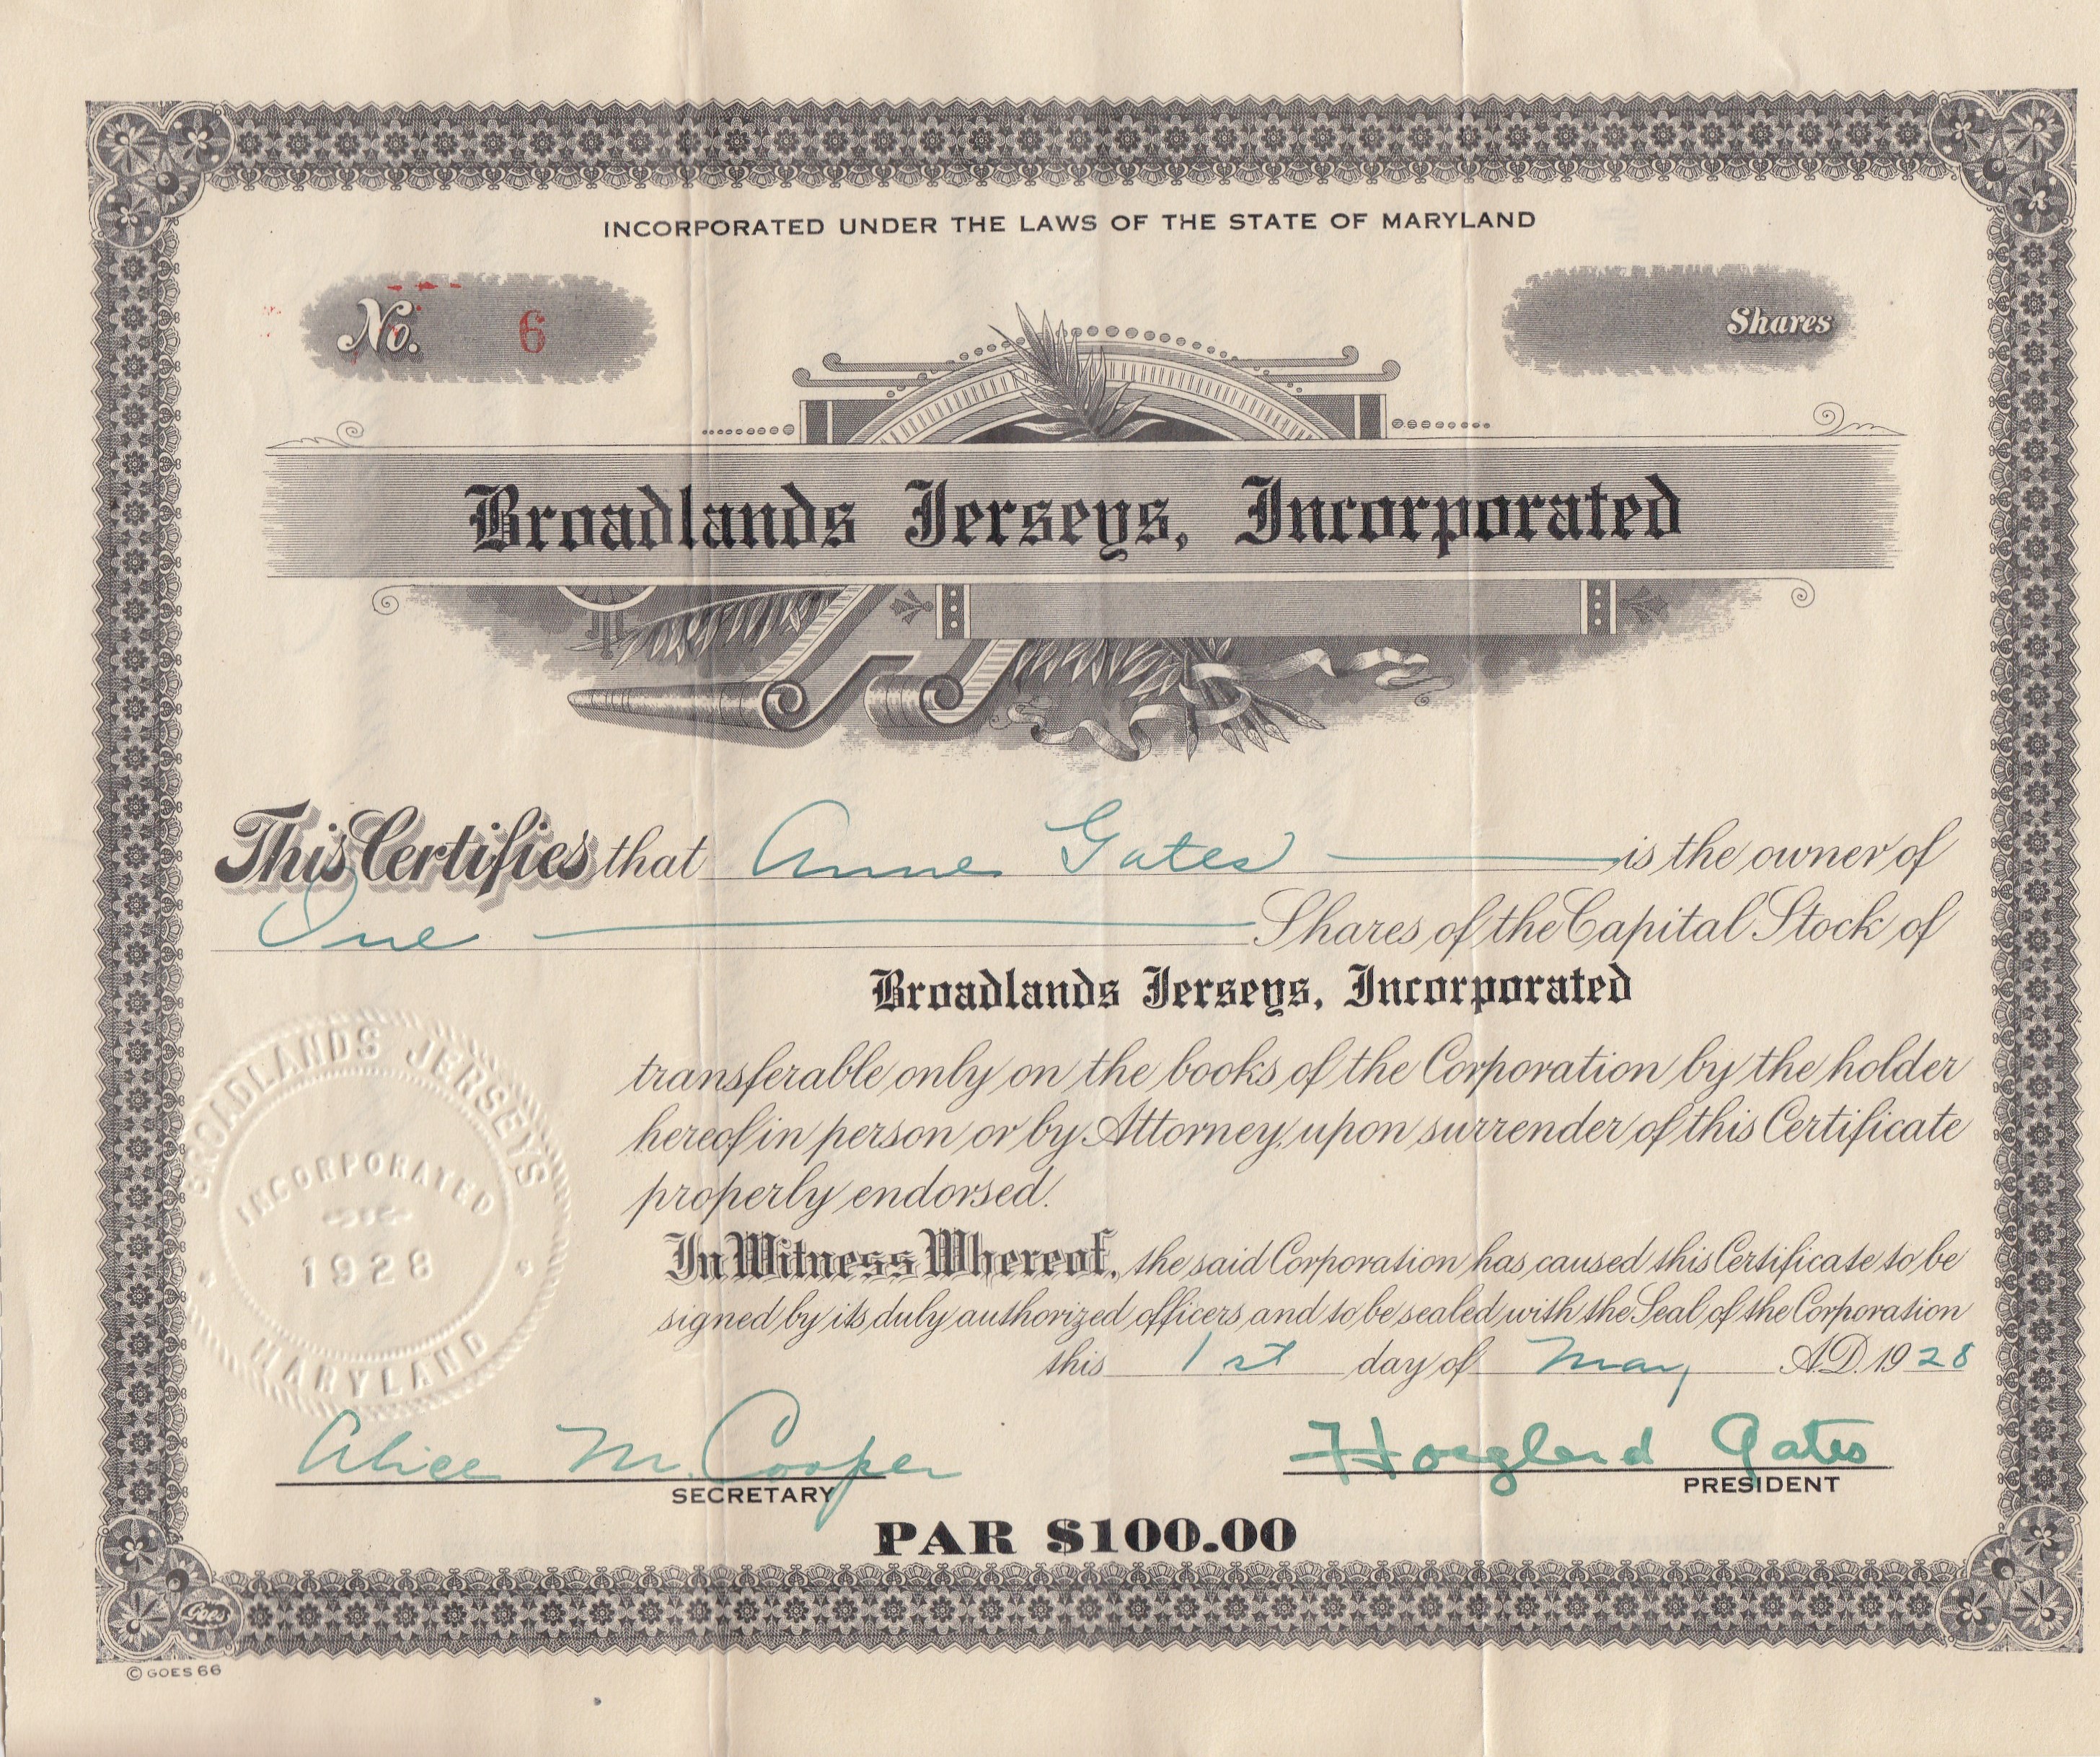 INCORPORATED UNDER THE LAWS OF THE STATE OF MARYLAND
No. 6
Shares
Broadlands Jerseys, Incorporated
This Certifies that Anne Gates is the owner of
One Shares of the Capital Stock of
Broadlands Jerseys, Incorporated
transferable only on the books of the Corporation by the holder
hereof in person or by Attorney, upon surrender of this Certificate
properly endorsed.
In Witness Whereof, the said Corporation has caused this Certificate to be
signed by its duly authorized officers and to be sealed with the Seal of the Corporation
this 1st day of May A.D. 1928
BROADLANDS JERSEYS
INCORPORATED
1928
MARYLAND
Alice M. Cooper
SECRETARY
Hoagland Gates
PRESIDENT
PAR $100.00
Goes
© GOES 66